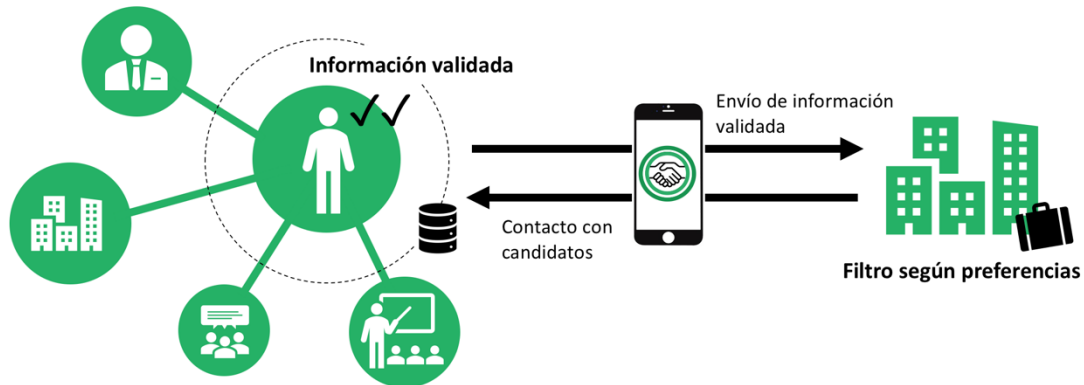 Información validada
Envío de información
validada
Contacto con
candidatos
Filtro según preferencias